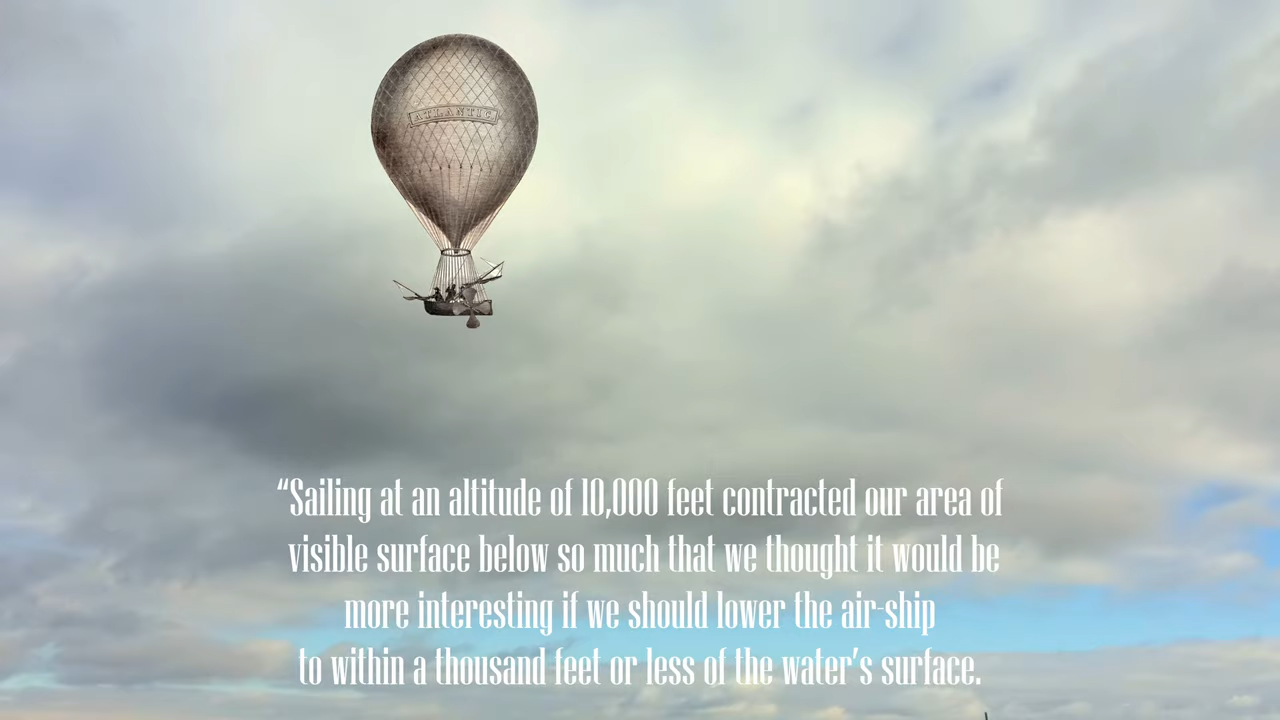 ATLANTIC
“Sailing at an altitude of 10,000 feet contracted our area of
visible surface below so much that we thought it would be
more interesting if we should lower the air-ship
to within a thousand feet or less of the water’s surface.